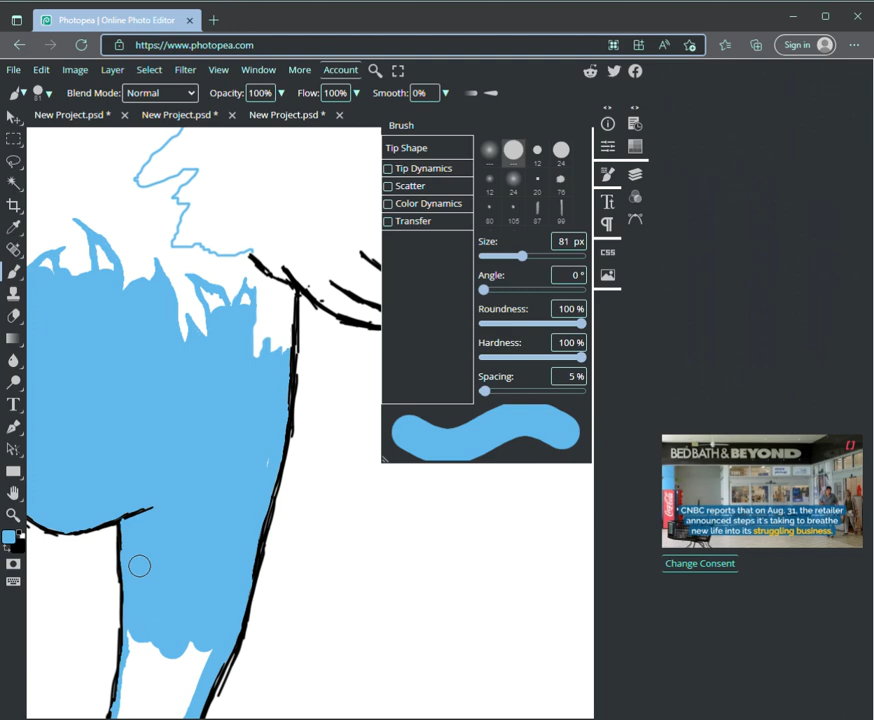 Photopea | Online Photo Editor
https://www.photopea.com
Sign in
File Edit Image Layer Select Filter View Window More Account
81
Blend Mode: Normal Opacity: 100% Flow: 100% Smooth: 0%
New Project.psd * New Project.psd * New Project.psd *
Brush
Tip Shape
Tip Dynamics
Scatter
Color Dynamics
Transfer
--- --- 12 24
12 24 20 76
80 105 87 99
Size: 81 px
Angle: 0 °
Roundness: 100 %
Hardness: 100 %
Spacing: 5 %
CSS
BED BATH & BEYOND
CNBC reports that on Aug. 31, the retailer
announced steps it's taking to breathe
new life into its struggling business.
Change Consent